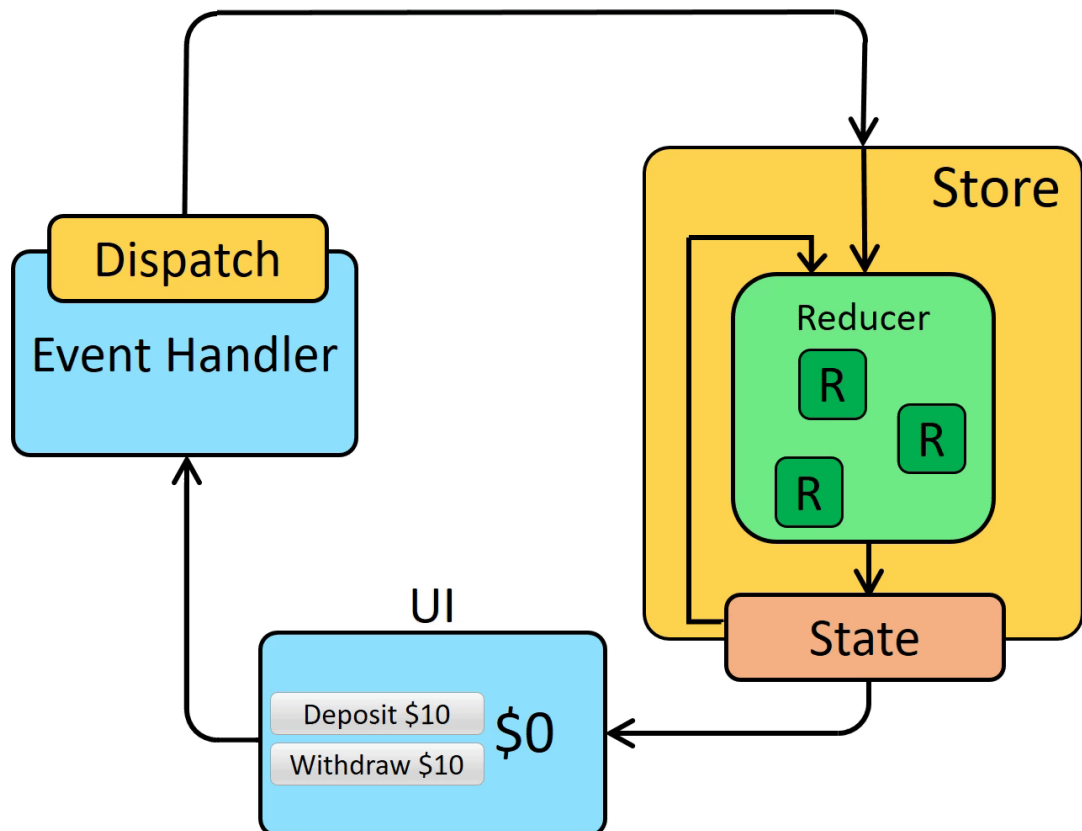 Store
Dispatch
Event Handler
Reducer
R
R
R
State
UI
Deposit $10
Withdraw $10
$0